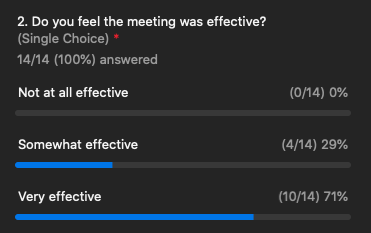 2. Do you feel the meeting was effective?
(Single Choice) *
14/14 (100%) answered
Not at all effective (0/14) 0%
Somewhat effective (4/14) 29%
Very effective (10/14) 71%